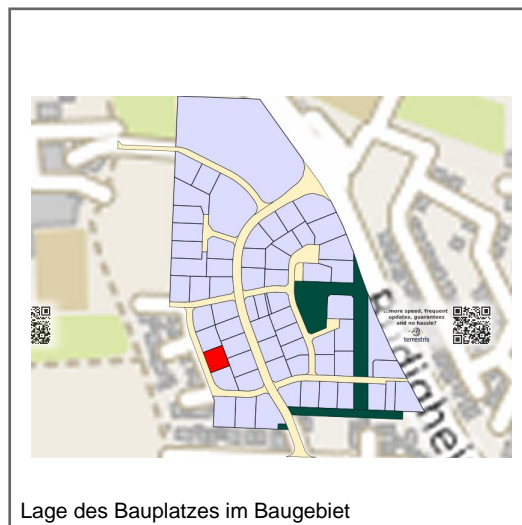 ...more speed, frequent
updates, guarantees
and no hassle?
terrestris
Lage des Bauplatzes im Baugebiet